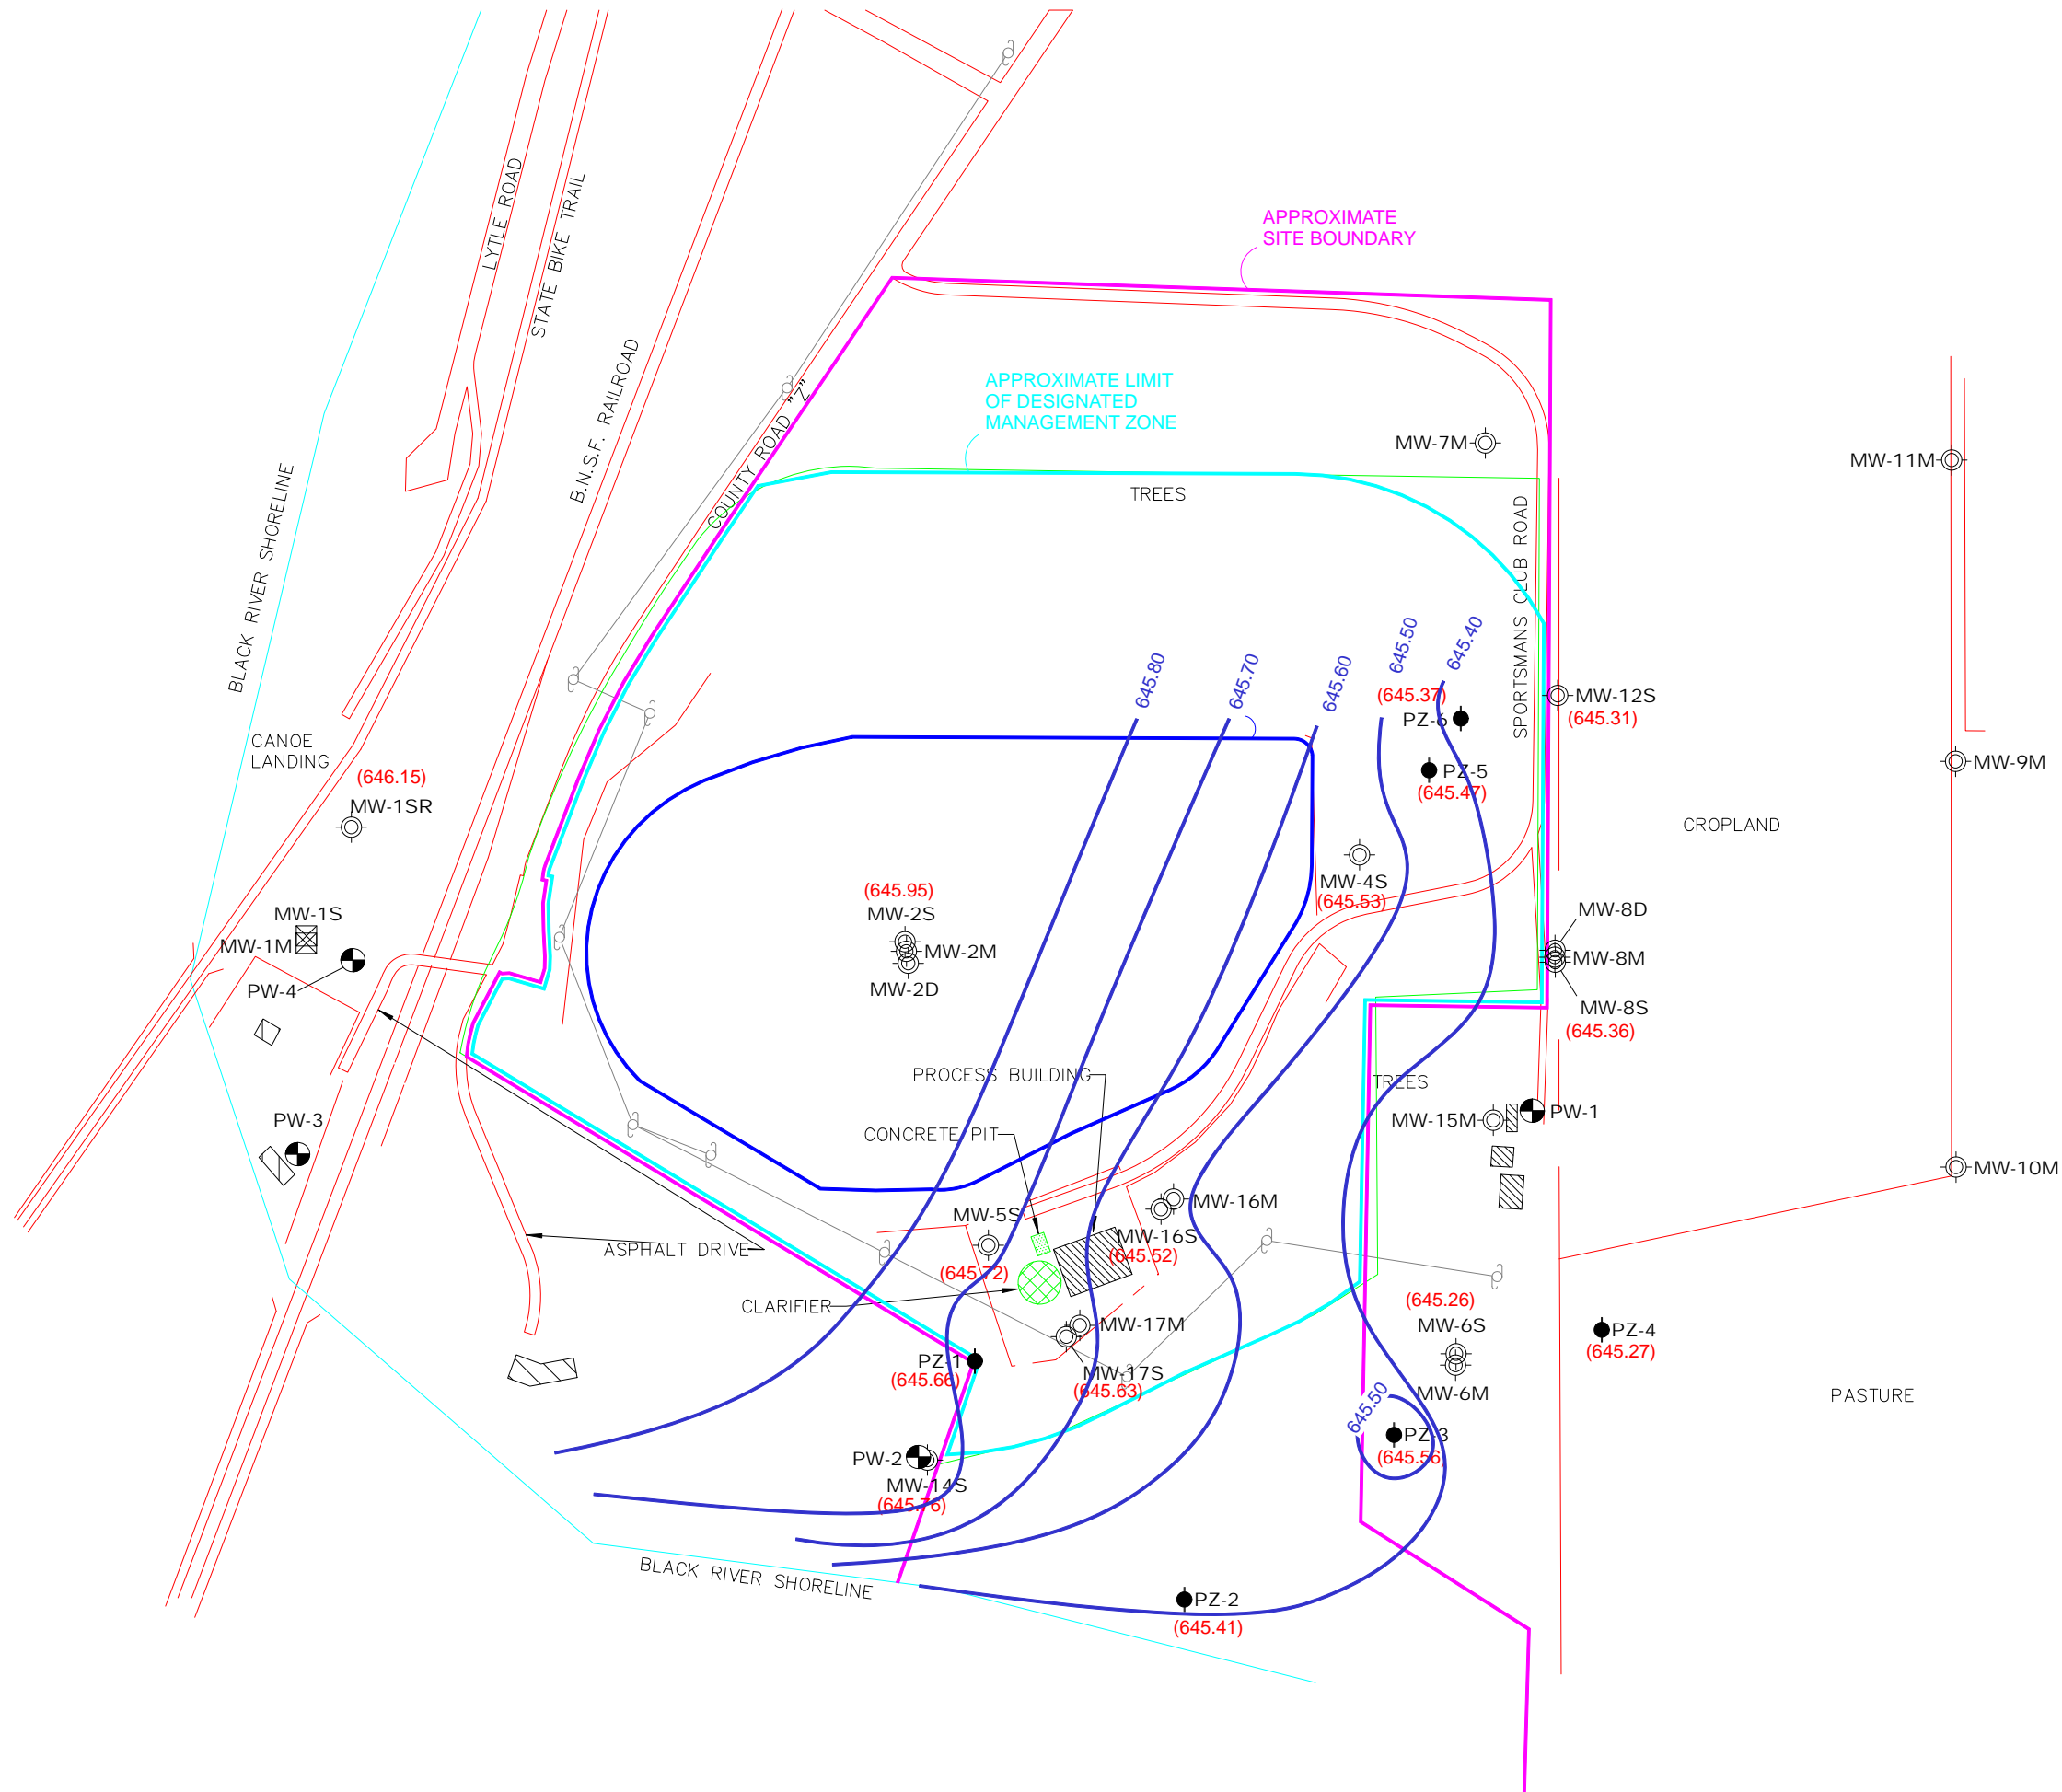 APPROXIMATE
SITE BOUNDARY
LYTLE ROAD
STATE BIKE TRAIL
B.N.S.F. RAILROAD
COUNTY ROAD "Z"
BLACK RIVER SHORELINE
APPROXIMATE LIMIT
OF DESIGNATED
MANAGEMENT ZONE
TREES
MW-7M
MW-11M
SPORTSMANS CLUB ROAD
645.80
645.70
645.60
645.50
645.40
(645.37)
PZ-6
MW-12S
(645.31)
PZ-5
(645.47)
MW-9M
CANOE
LANDING
(646.15)
MW-1SR
CROPLAND
MW-4S
(645.53)
(645.95)
MW-2S
MW-2M
MW-2D
MW-1S
MW-1M
PW-4
MW-8D
MW-8M
MW-8S
(645.36)
PROCESS BUILDING
TREES
PW-3
CONCRETE PIT
MW-15M
PW-1
MW-10M
MW-5S
(645.72)
MW-16M
MW-16S
(645.52)
ASPHALT DRIVE
CLARIFIER
MW-17M
MW-17S
(645.63)
PZ-1
(645.66)
(645.26)
MW-6S
MW-6M
PZ-4
(645.27)
PASTURE
645.50
PZ-3
(645.56)
PW-2
MW-14S
(645.76)
BLACK RIVER SHORELINE
PZ-2
(645.41)